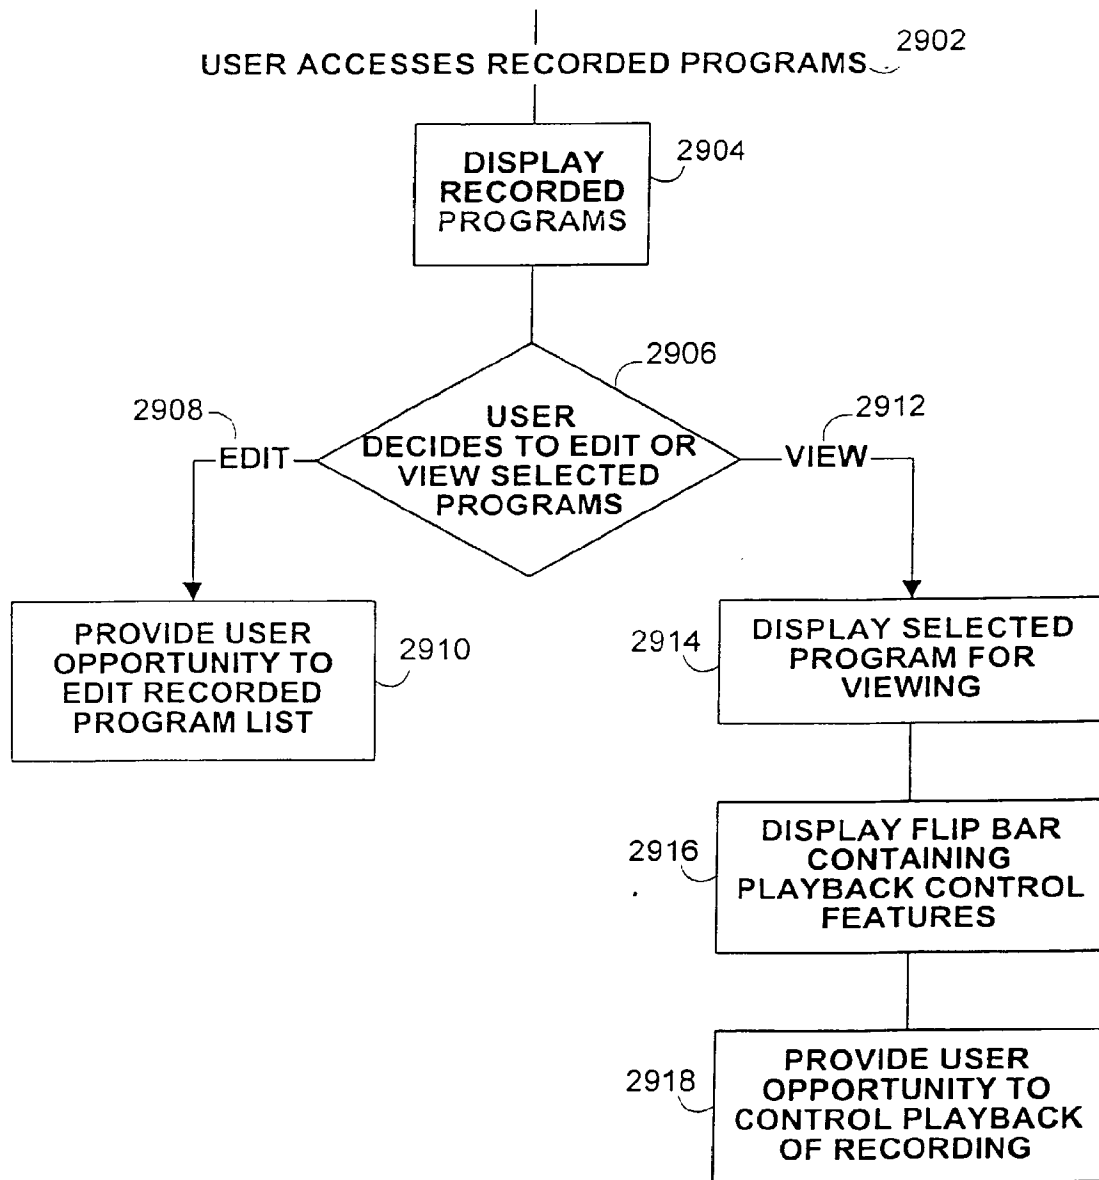 2902
USER ACCESSES RECORDED PROGRAMS
DISPLAY
RECORDED
PROGRAMS
2904
2906
USER
DECIDES TO EDIT OR
VIEW SELECTED
PROGRAMS
2908
EDIT
2912
VIEW
PROVIDE USER
OPPORTUNITY TO
EDIT RECORDED
PROGRAM LIST
2910
2914
DISPLAY SELECTED
PROGRAM FOR
VIEWING
2916
DISPLAY FLIP BAR
CONTAINING
PLAYBACK CONTROL
FEATURES
2918
PROVIDE USER
OPPORTUNITY TO
CONTROL PLAYBACK
OF RECORDING